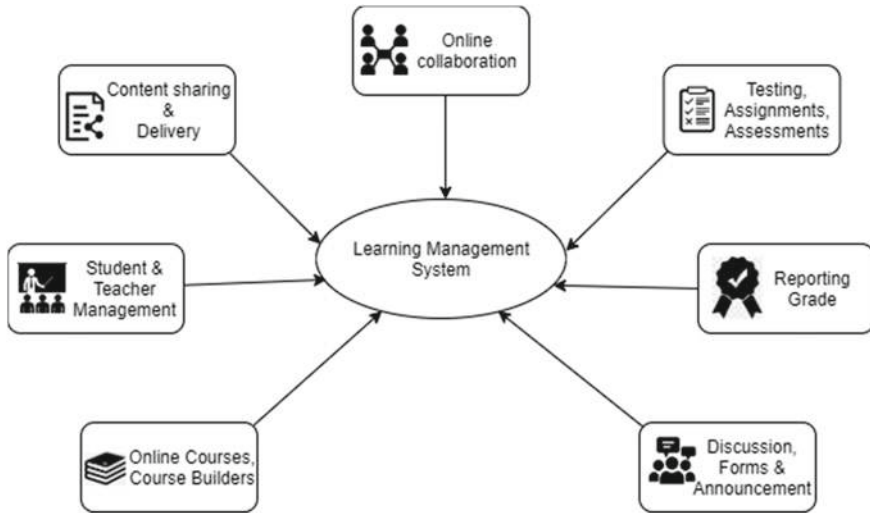 Online
collaboration
Content sharing
&
Delivery
Testing,
Assignments,
Assessments
Learning Management
System
Student &
Teacher
Management
Reporting
Grade
Online Courses,
Course Builders
Discussion,
Forms &
Announcement